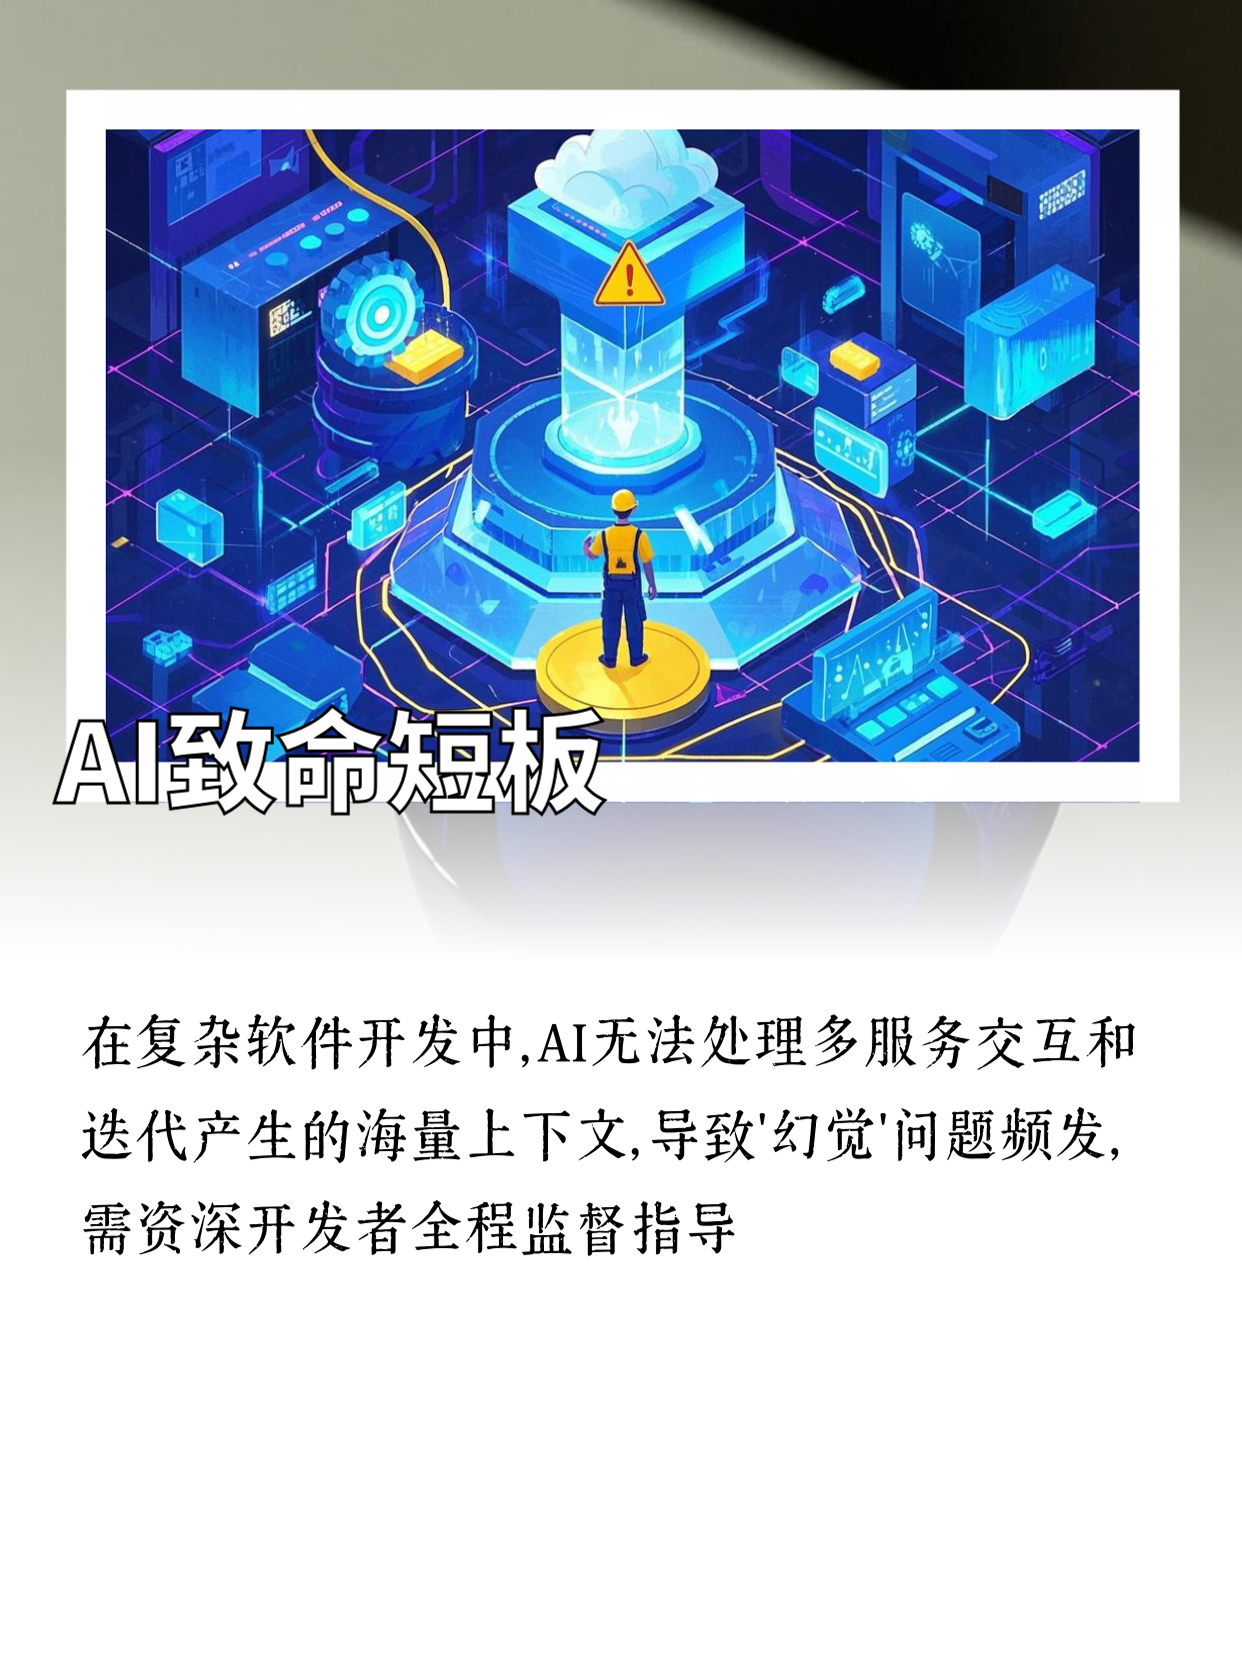 AI致命短板
在复杂软件开发中,AI无法处理多服务交互和
迭代产生的海量上下文,导致'幻觉'问题频发,
需资深开发者全程监督指导